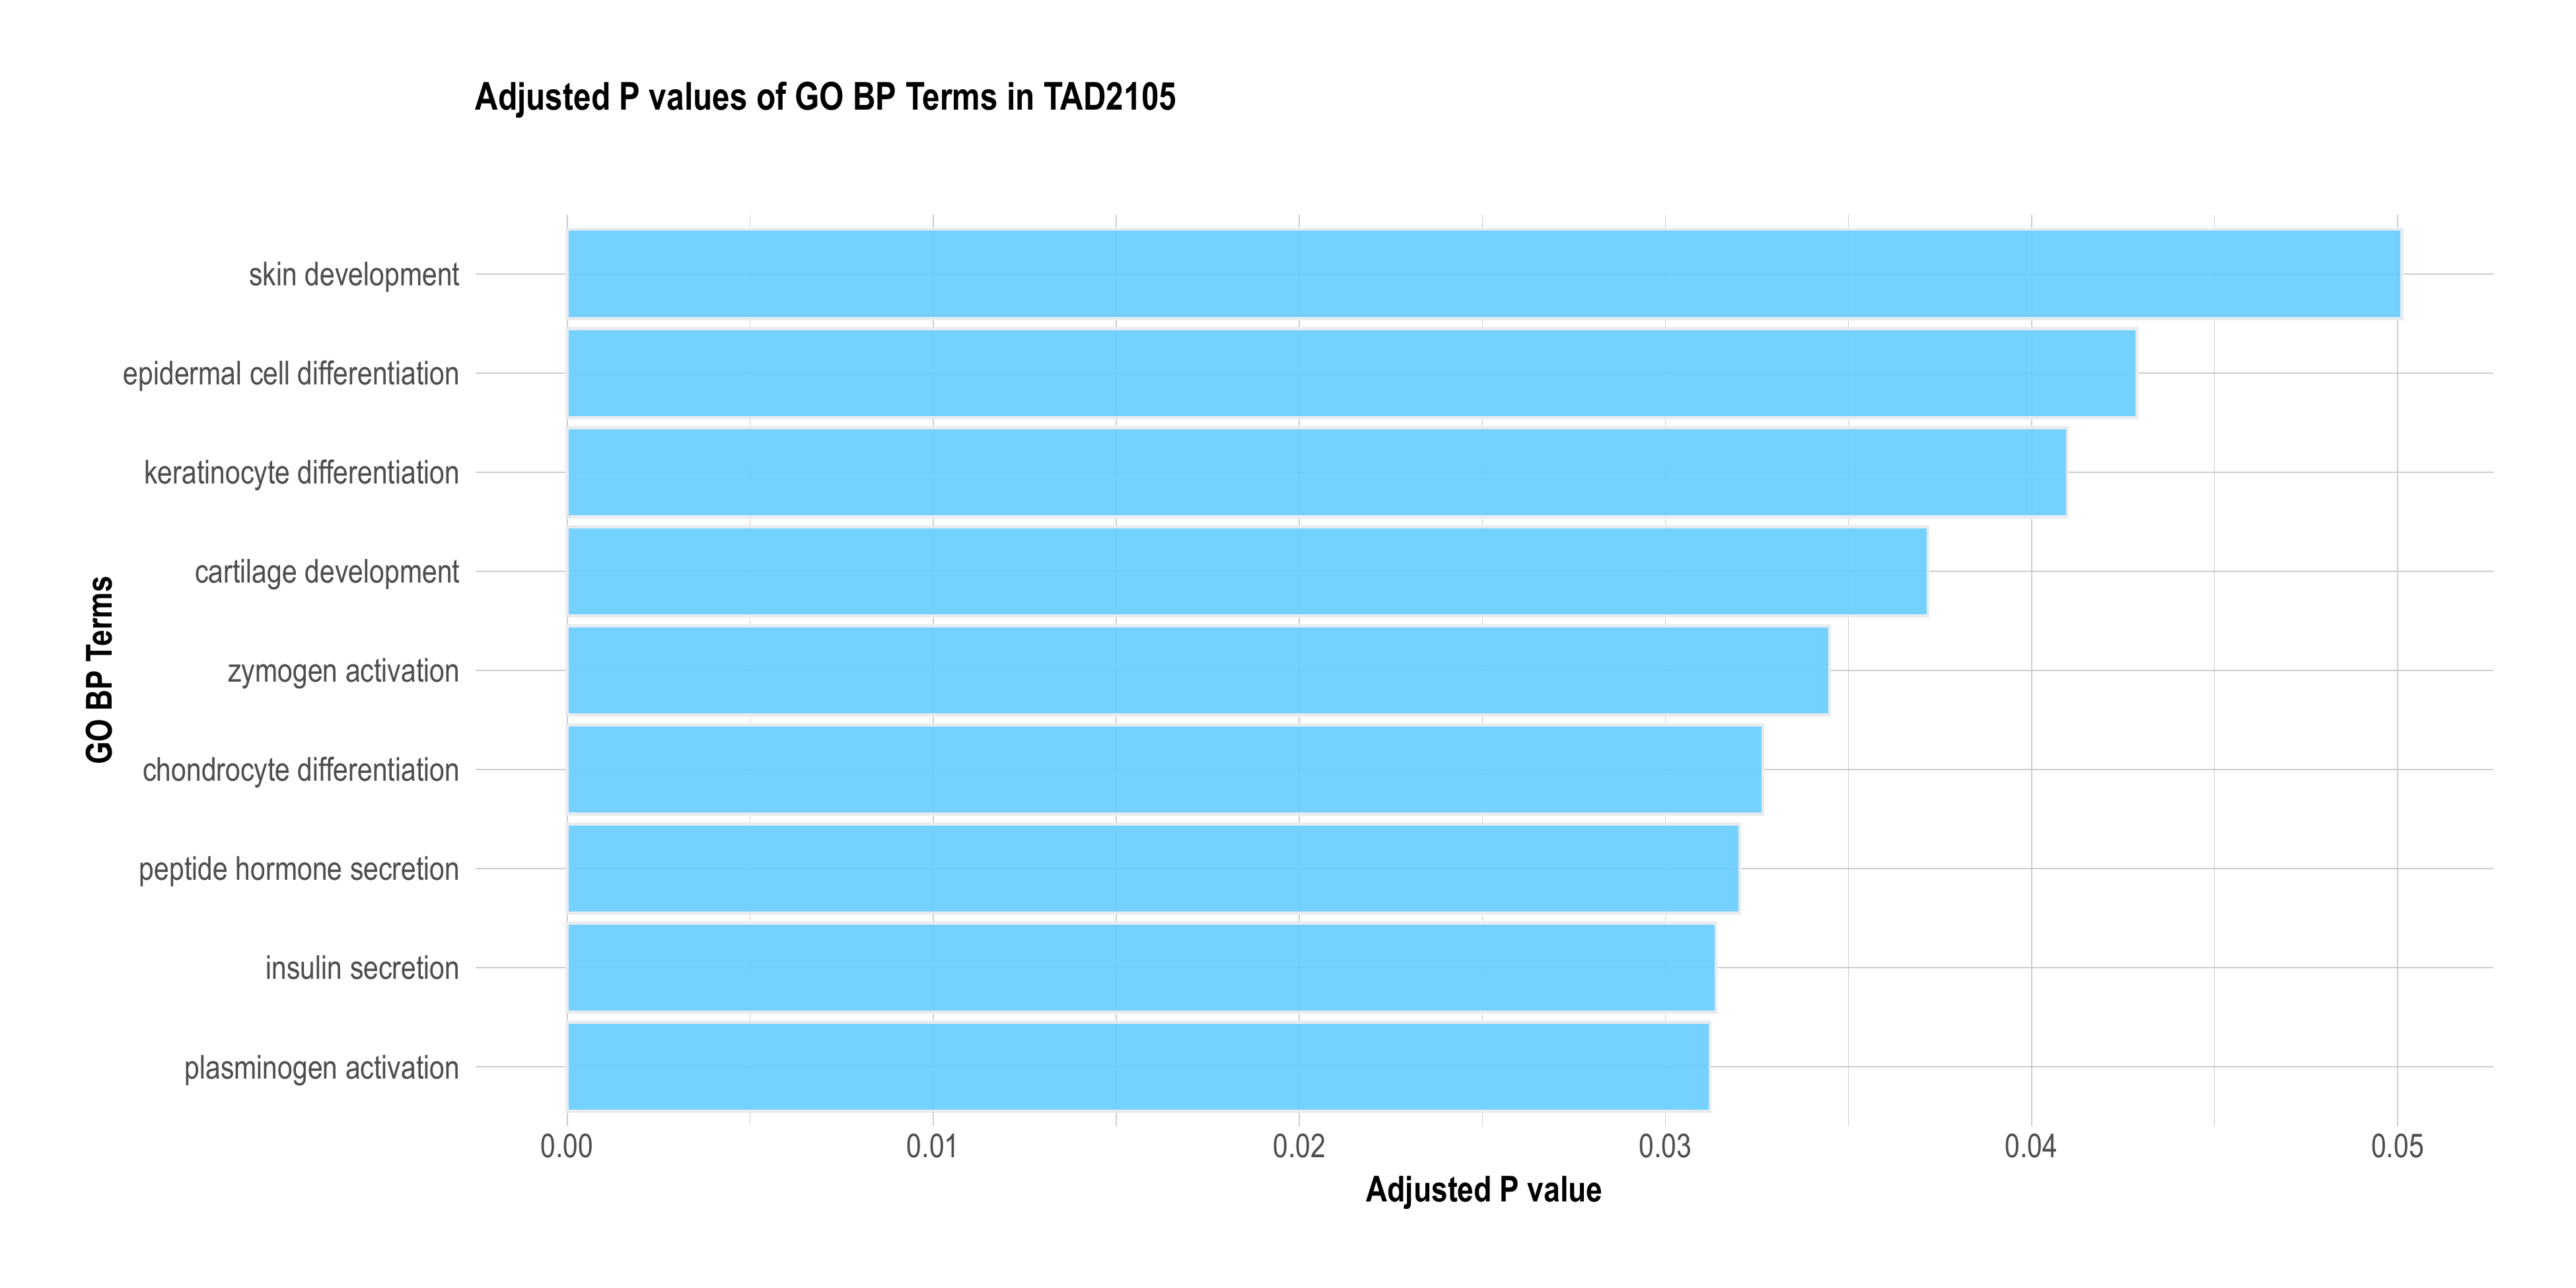 Adjusted P values of GO BP Terms in TAD2105
GO BP Terms
skin development
epidermal cell differentiation
keratinocyte differentiation
cartilage development
zymogen activation
chondrocyte differentiation
peptide hormone secretion
insulin secretion
plasminogen activation
0.00 0.01 0.02 0.03 0.04 0.05
Adjusted P value